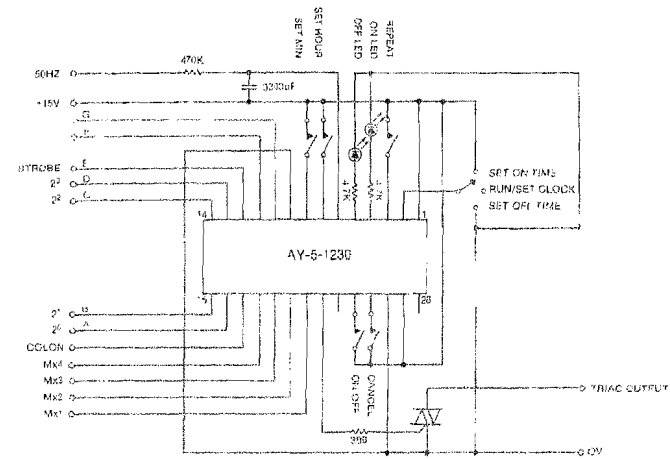 SET MIN
SET HOUR
OFF LED
ON LED
REPEAT
470K
50HZ
+15V
G
F
STROBE E
2³ D
2² C
4.7K
4.7K
SET ON TIME
RUN/SET CLOCK
SET OFF TIME
14
1
AY-5-1230
15
28
2¹ B
2⁰ A
COLON
Mx4
Mx3
Mx2
Mx1
ON OFF
CANCEL
390
TRIAC OUTPUT
OV